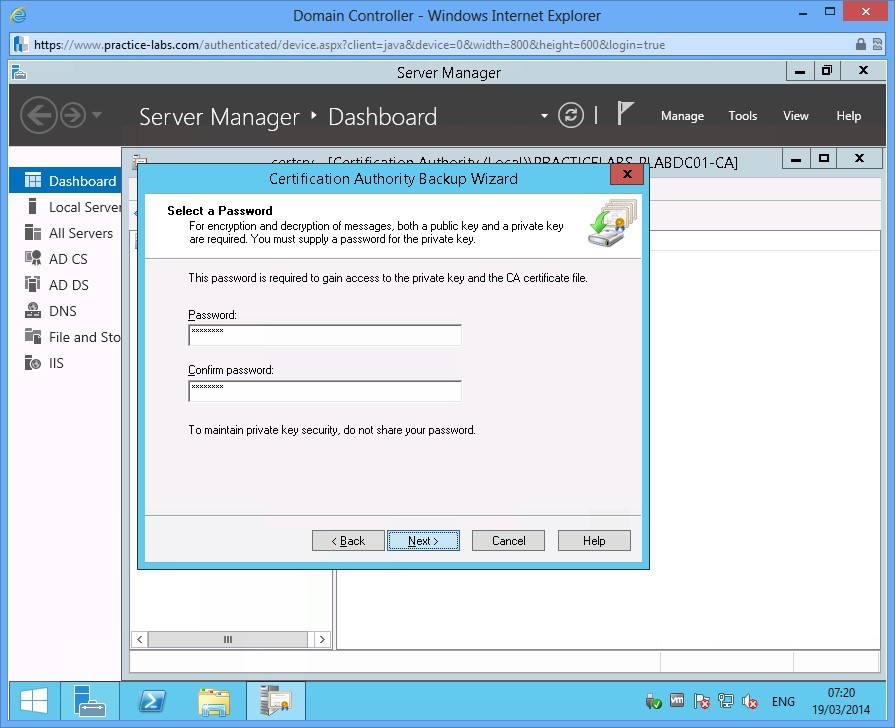 Domain Controller - Windows Internet Explorer
https://www.practice-labs.com/authenticated/device.aspx?client=java&device=0&width=800&height=600&login=true
Server Manager
Server Manager ‣ Dashboard
Manage Tools View Help
certsrv - [Certification Authority (Local)\PRACTICELABS-PLABDC01-CA]
Dashboard
Local Server
All Servers
AD CS
AD DS
DNS
File and Sto
IIS
Certification Authority Backup Wizard
Select a Password
For encryption and decryption of messages, both a public key and a private key
are required. You must supply a password for the private key.
This password is required to gain access to the private key and the CA certificate file.
Password:
xxxxxxxx
Confirm password:
xxxxxxxx
To maintain private key security, do not share your password.
< Back Next > Cancel Help
ENG
07:20
19/03/2014